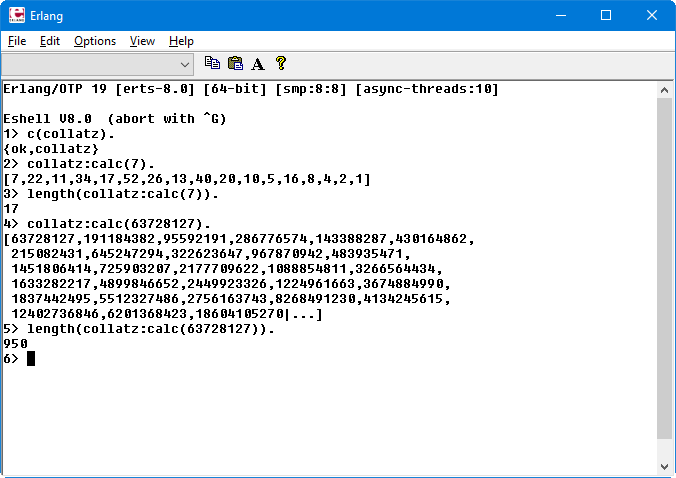 Erlang
File Edit Options View Help
Erlang/OTP 19 [erts-8.0] [64-bit] [smp:8:8] [async-threads:10]
Eshell V8.0  (abort with ^G)
1> c(collatz).
{ok,collatz}
2> collatz:calc(7).
[7,22,11,34,17,52,26,13,40,20,10,5,16,8,4,2,1]
3> length(collatz:calc(7)).
17
4> collatz:calc(63728127).
[63728127,191184382,95592191,286776574,143388287,430164862,
215082431,645247294,322623647,967870942,483935471,
1451806414,725903207,2177709622,1088854811,3266564434,
1633282217,4899846652,2449923326,1224961663,3674884990,
1837442495,5512327486,2756163743,8268491230,4134245615,
12402736846,6201368423,18604105270|...]
5> length(collatz:calc(63728127)).
950
6>